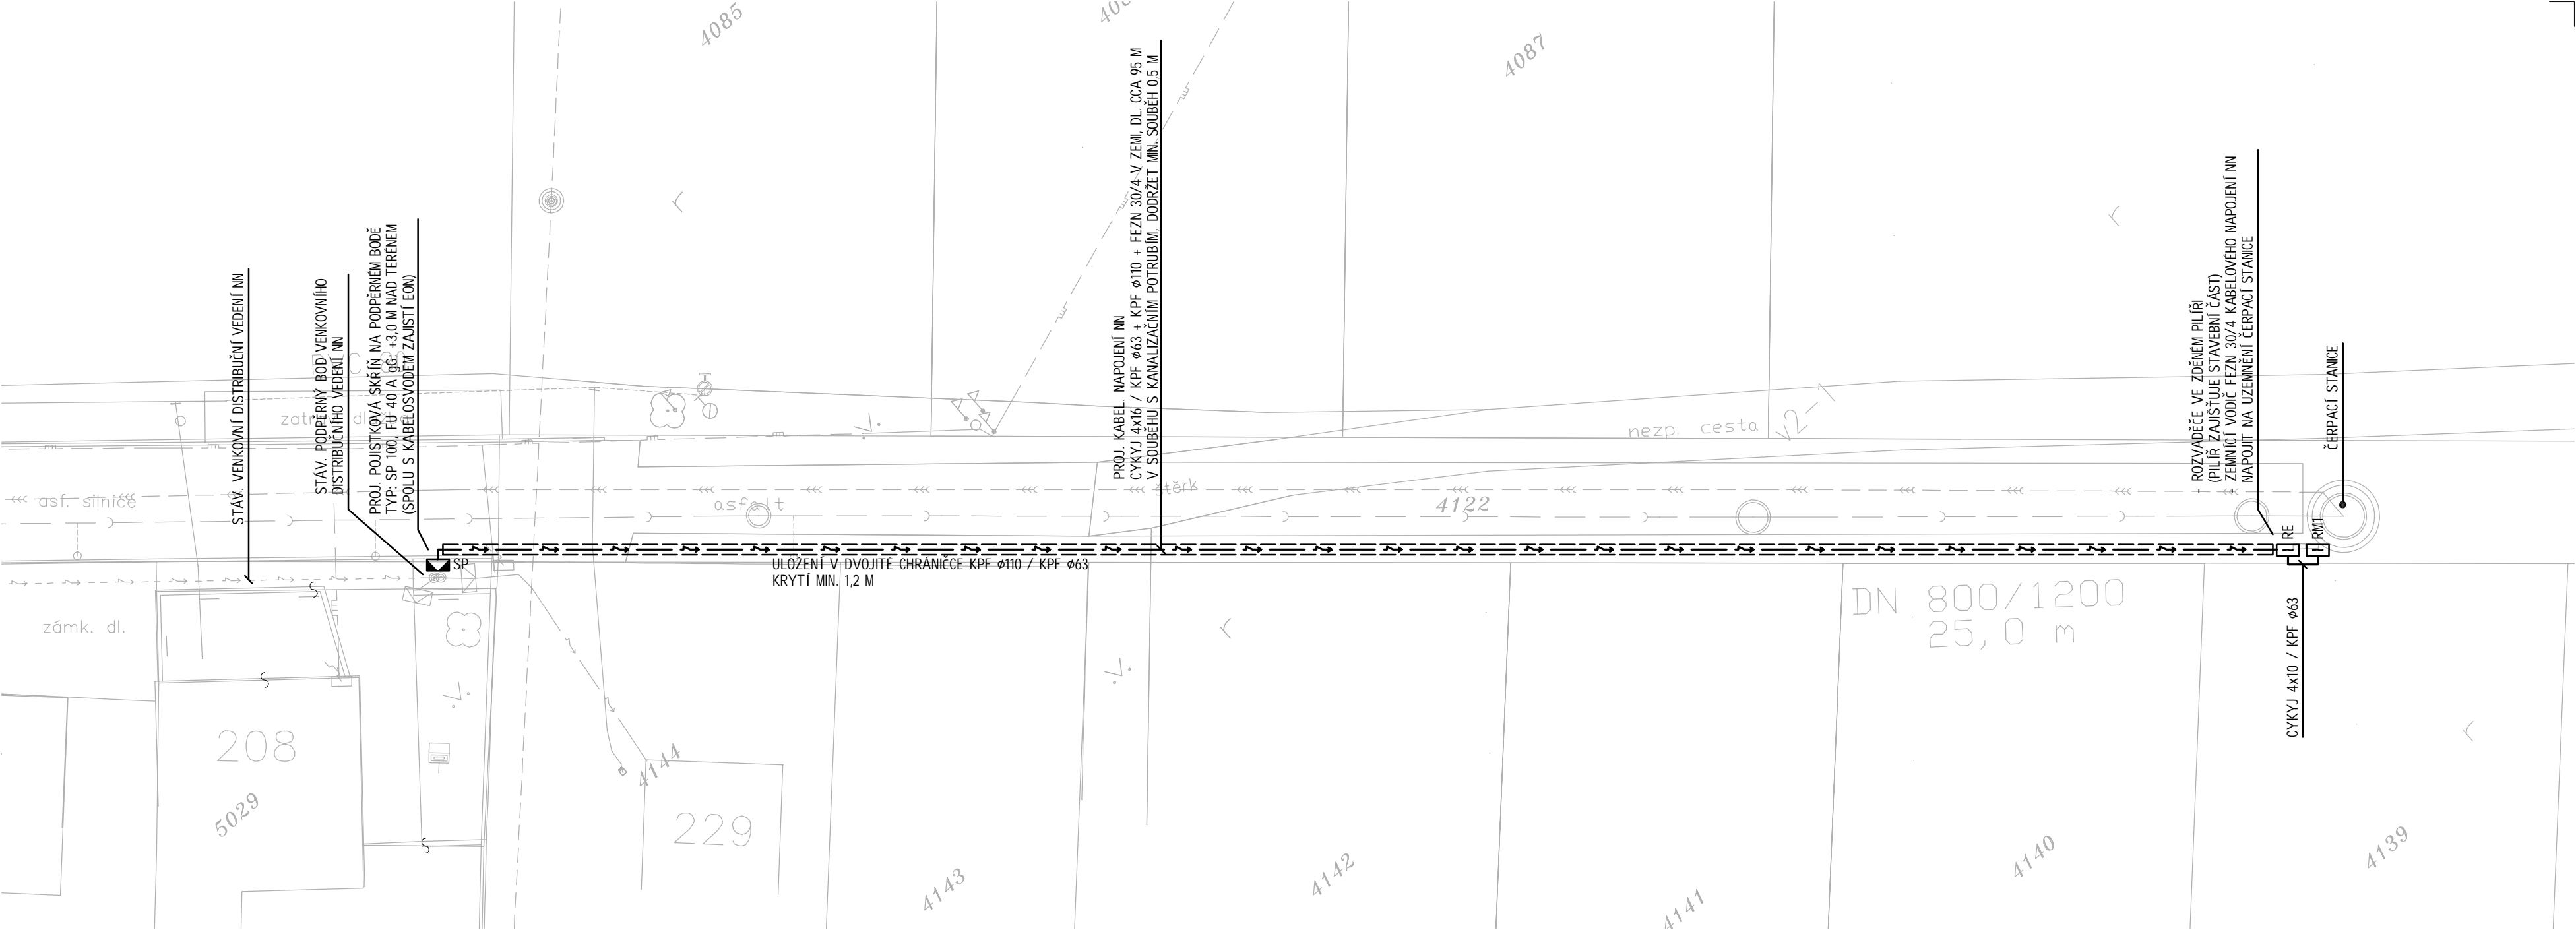 4085
4087
STÁV. VENKOVNÍ DISTRIBUČNÍ VEDENÍ NN
STÁV. PODPĚRNÝ BOD VENKOVNÍHO
DISTRIBUČNÍHO VEDENÍ NN
PROJ. POJISTKOVÁ SKŘÍŇ NA PODPĚRNÉM BODĚ
TYP: SP 100, FU 40 A gG, +3,0 M NAD TERÉNEM
(SPOLU S KABELOSVODEM ZAJISTÍ EON)
PROJ. KABEL. NAPOJENÍ NN
CYKYJ 4x16 / KPF ø63 + KPF ø110 + FEZN 30/4 V ZEMI, DL. CCA 95 M
V SOUBĚHU S KANALIZAČNÍM POTRUBÍM, DODRŽET MIN. SOUBĚH 0,5 M
- ROZVADĚČE VE ZDĚNÉM PILÍŘI
(PILÍŘ ZAJIŠŤUJE STAVEBNÍ ČÁST)
- ZEMNÍCÍ VODIČ FEZN 30/4 KABELOVÉHO NAPOJENÍ NN
NAPOJIT NA UZEMNĚNÍ ČERPACÍ STANICE
ČERPACÍ STANICE
r
r
nezp. cesta
V2-1
asf. silnice
asfalt
štěrk
4122
RE
RM1
SP
ULOŽENÍ V DVOJITÉ CHRÁNIČCE KPF ø110 / KPF ø63
KRYTÍ MIN. 1,2 M
zámk. dl.
DN 800/1200
25,0 m
CYKYJ 4x10 / KPF ø63
r
r
208
5029
4144
229
4143
4142
4141
4140
4139